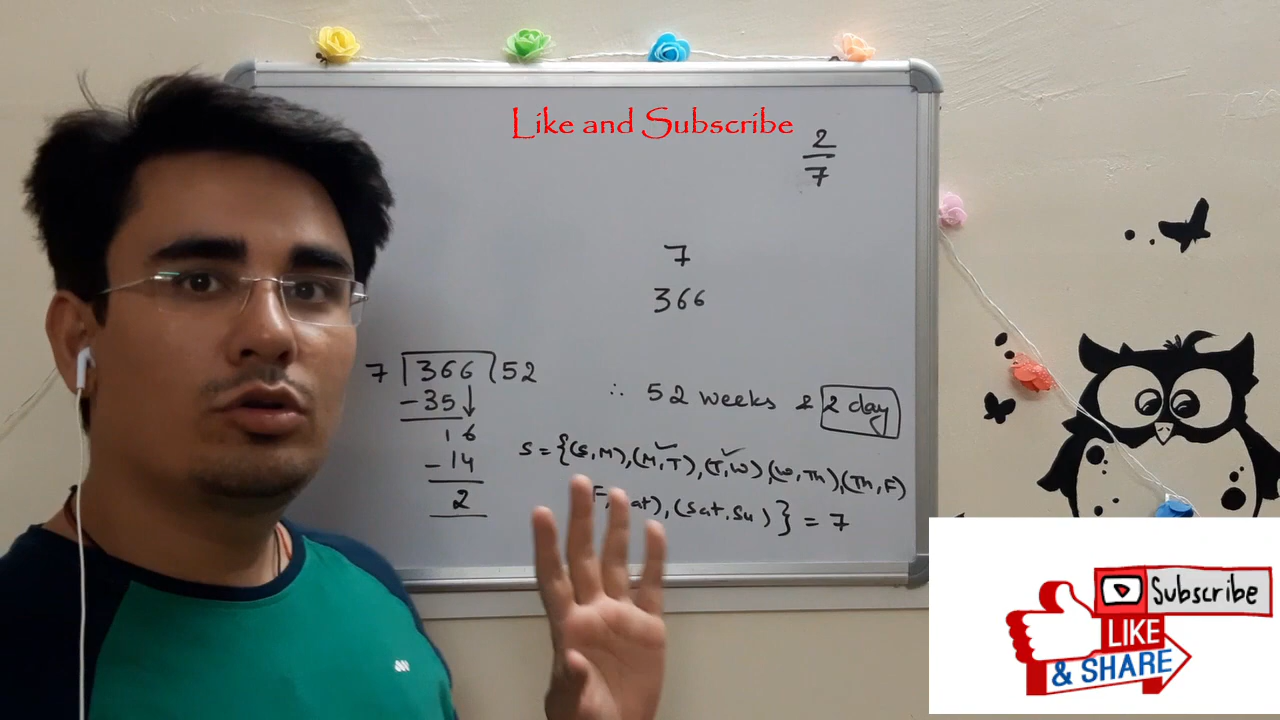 Like and Subscribe
2
7
7
366
7 366 52
-35
16
-14
2
∴ 52 weeks & 2 day
S = {(S,M),(M,T),(T,W)(W,Th),(Th,F)
at),(Sat,Su)} = 7
Subscribe
LIKE
& SHARE